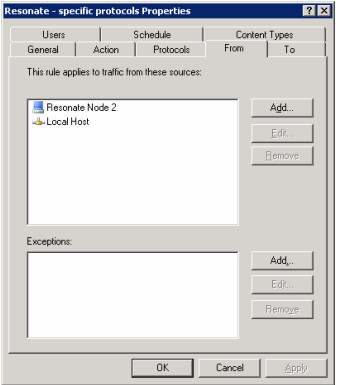 Resonate - specific protocols Properties
Users Schedule Content Types
General Action Protocols From To
This rule applies to traffic from these sources:
Resonate Node 2
Local Host
Add...
Edit...
Remove
Exceptions:
Add...
Edit...
Remove
OK Cancel Apply